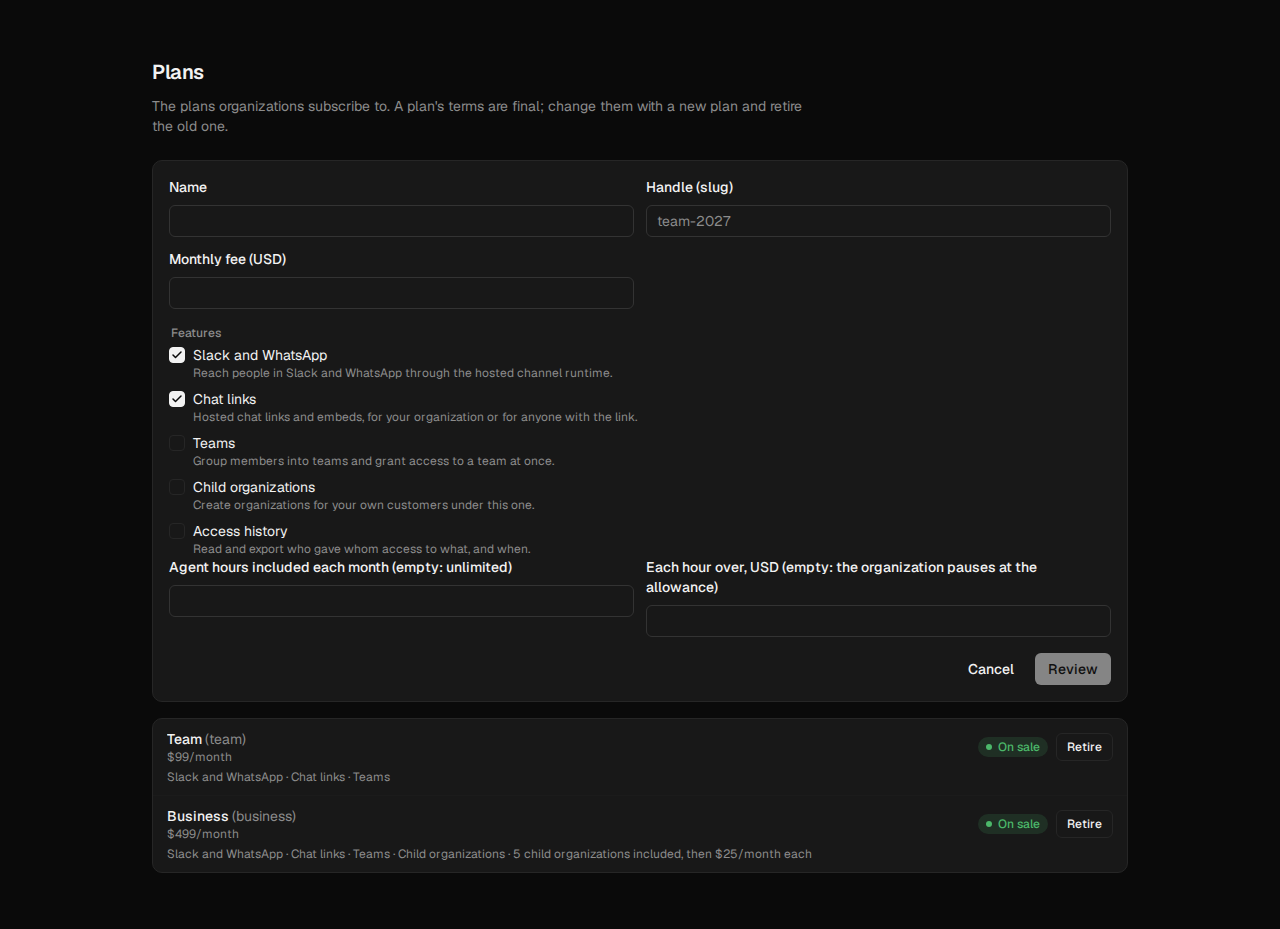 Plans
The plans organizations subscribe to. A plan's terms are final; change them with a new plan and retire
the old one.
Name
Handle (slug)
team-2027
Monthly fee (USD)
Features
Slack and WhatsApp
Reach people in Slack and WhatsApp through the hosted channel runtime.
Chat links
Hosted chat links and embeds, for your organization or for anyone with the link.
Teams
Group members into teams and grant access to a team at once.
Child organizations
Create organizations for your own customers under this one.
Access history
Read and export who gave whom access to what, and when.
Agent hours included each month (empty: unlimited)
Each hour over, USD (empty: the organization pauses at the
allowance)
Cancel
Review
Team (team)
$99/month
Slack and WhatsApp · Chat links · Teams
On sale
Retire
Business (business)
$499/month
Slack and WhatsApp · Chat links · Teams · Child organizations · 5 child organizations included, then $25/month each
On sale
Retire